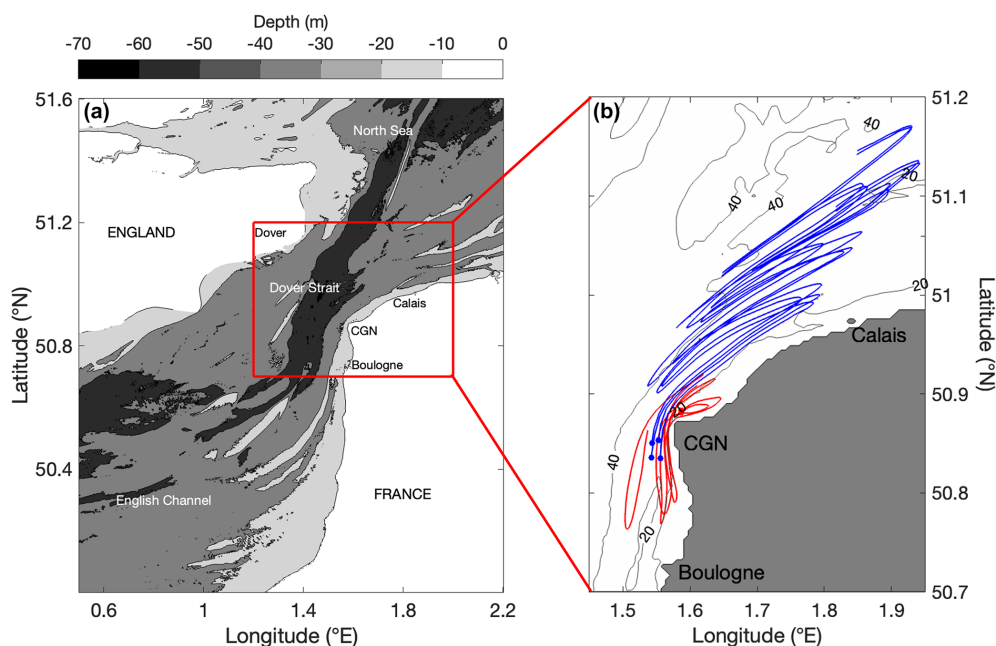 Depth (m)
-70 -60 -50 -40 -30 -20 -10 0
(a)
51.6
51.2
50.8
50.4
Latitude (°N)
North Sea
ENGLAND
Dover
Dover Strait
Calais
CGN
Boulogne
English Channel
FRANCE
0.6 1 1.4 1.8 2.2
Longitude (°E)
(b)
40
20
40
40
20
Calais
20
CGN
40
20
Boulogne
51.2
51.1
51
50.9
50.8
50.7
Latitude (°N)
1.5 1.6 1.7 1.8 1.9
Longitude (°E)